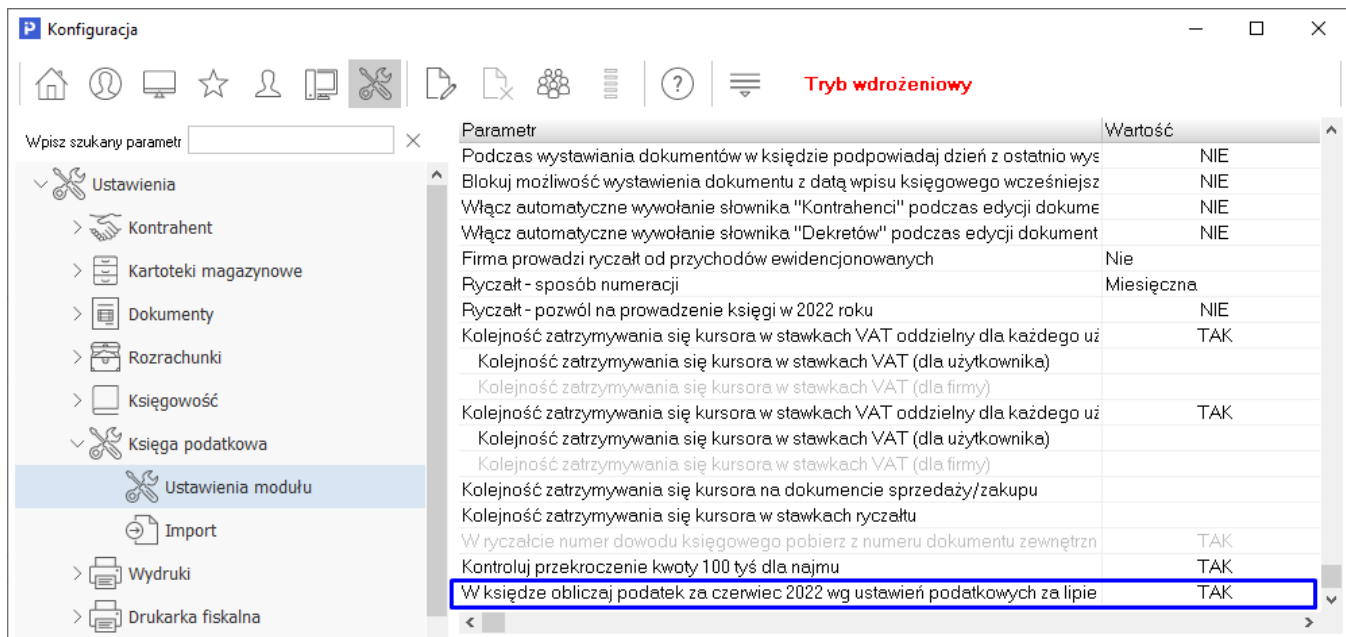 Konfiguracja
Tryb wdrożeniowy
Wpisz szukany parametr
Ustawienia
Kontrahent
Kartoteki magazynowe
Dokumenty
Rozrachunki
Księgowość
Księga podatkowa
Ustawienia modułu
Import
Wydruki
Drukarka fiskalna
Parametr Wartość
Podczas wystawiania dokumentów w księdzie podpowiadaj dzień z ostatnio wys NIE
Blokuj możliwość wystawienia dokumentu z datą wpisu księgowego wcześniejsz NIE
Włącz automatyczne wywołanie słownika "Kontrahenci" podczas edycji dokume NIE
Włącz automatyczne wywołanie słownika "Dekretów" podczas edycji dokument NIE
Firma prowadzi ryczałt od przychodów ewidencjonowanych Nie
Ryczałt - sposób numeracji Miesięczna
Ryczałt - pozwól na prowadzenie księgi w 2022 roku NIE
Kolejność zatrzymywania się kursora w stawkach VAT oddzielny dla każdego uż TAK
Kolejność zatrzymywania się kursora w stawkach VAT (dla użytkownika)
Kolejność zatrzymywania się kursora w stawkach VAT (dla firmy)
Kolejność zatrzymywania się kursora w stawkach VAT oddzielny dla każdego uż TAK
Kolejność zatrzymywania się kursora w stawkach VAT (dla użytkownika)
Kolejność zatrzymywania się kursora w stawkach VAT (dla firmy)
Kolejność zatrzymywania się kursora na dokumencie sprzedaży/zakupu
Kolejność zatrzymywania się kursora w stawkach ryczałtu
W ryczałcie numer dowodu księgowego pobierz z numeru dokumentu zewnętrzn TAK
Kontroluj przekroczenie kwoty 100 tyś dla najmu TAK
W księdze obliczaj podatek za czerwiec 2022 wg ustawień podatkowych za lipie TAK